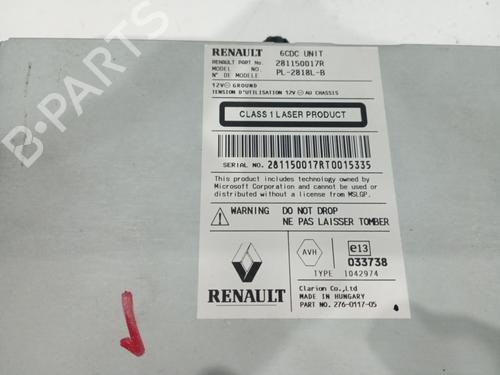 RENAULT 6CDC UNIT
RENAULT PART No. 281150017R
MODEL NO. PL-2818L-B
N° DE MODELE
12V⎓ GROUND
TENSION D'UTILISATION 12V⎓ AU CHASSIS
CLASS 1 LASER PRODUCT
SERIAL NO. 281150017RT0015335
This product includes technology owned by
Microsoft Corporation and cannot be used or
distributed without a license from MSLGP.
WARNING DO NOT DROP
NE PAS LAISSER TOMBER
AVH e13
033738
TYPE 1042974
RENAULT
Clarion Co.,Ltd
MADE IN HUNGARY
PART NO. 276-0117-05
B-Parts